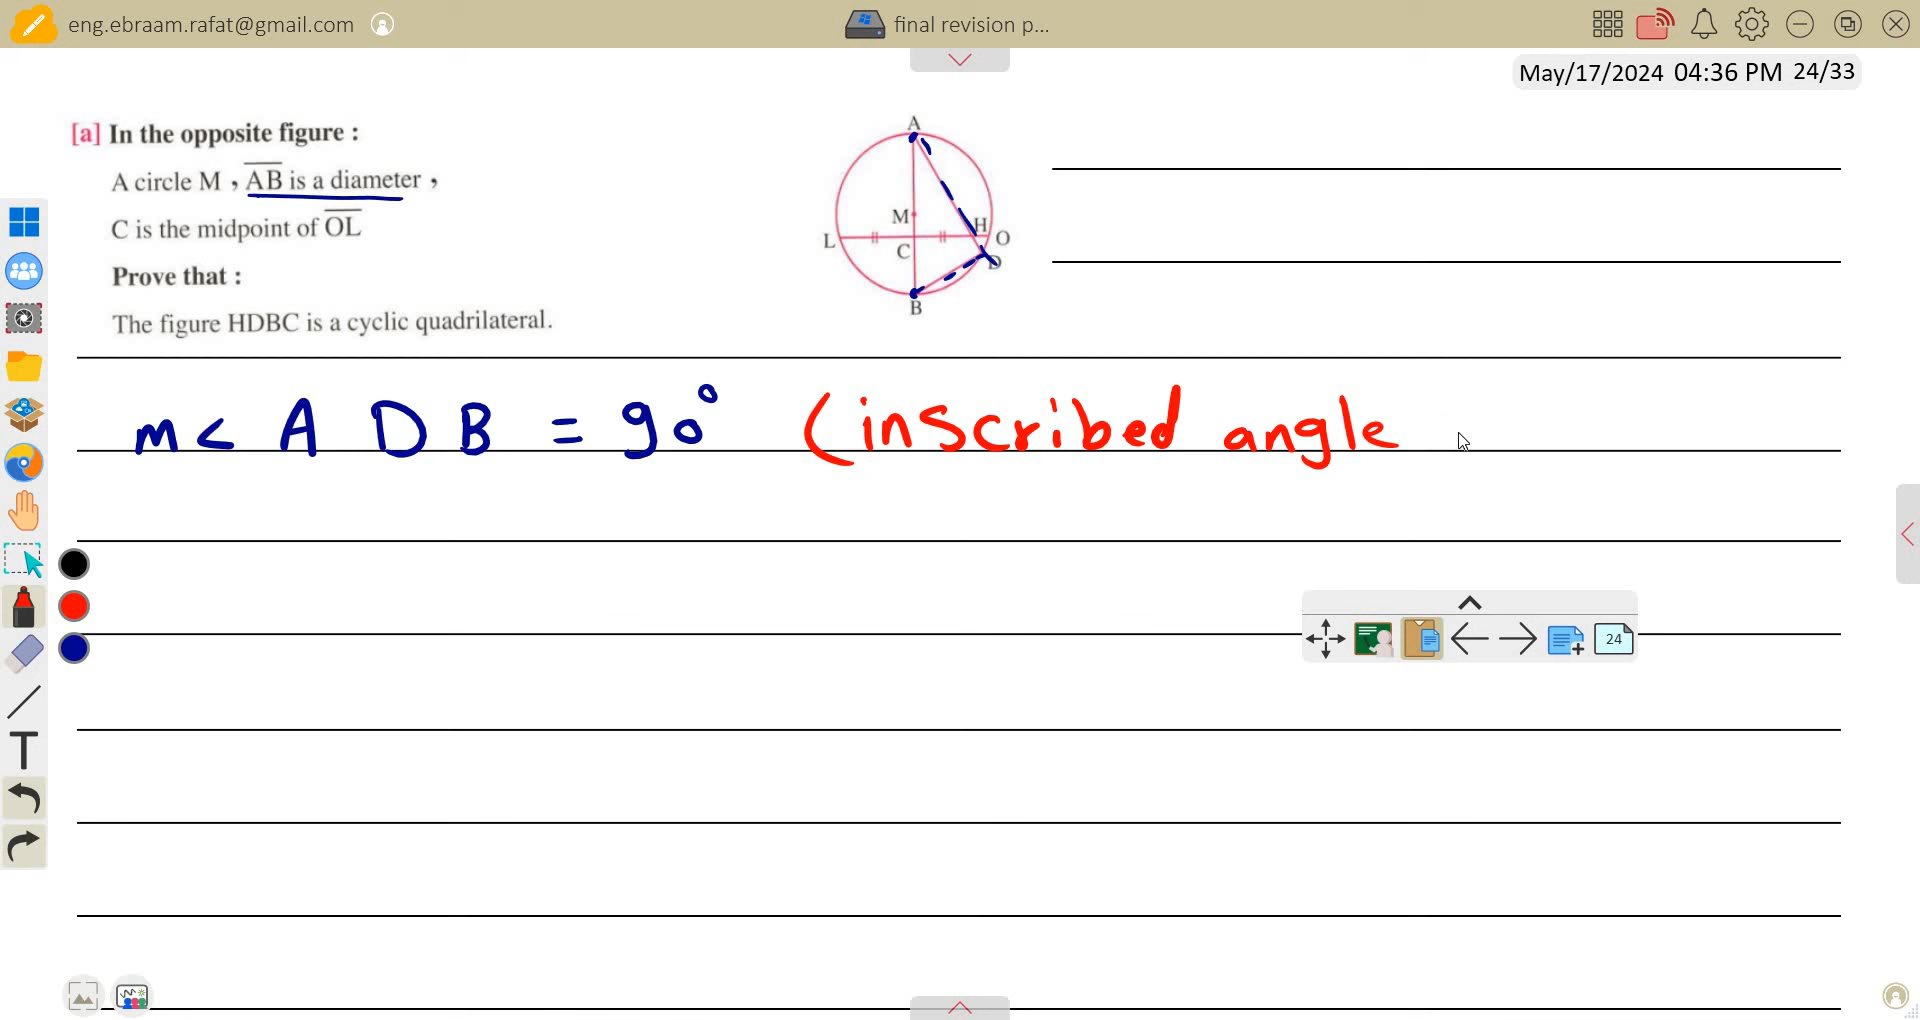 eng.ebraam.rafat@gmail.com
final revision p...
May/17/2024 04:36 PM 24/33
[a] In the opposite figure :
A circle M , AB is a diameter ,
C is the midpoint of OL
Prove that :
The figure HDBC is a cyclic quadrilateral.
A
M
H
L
O
C
D
B
m< A D B = 90° (inscribed angle
24
T